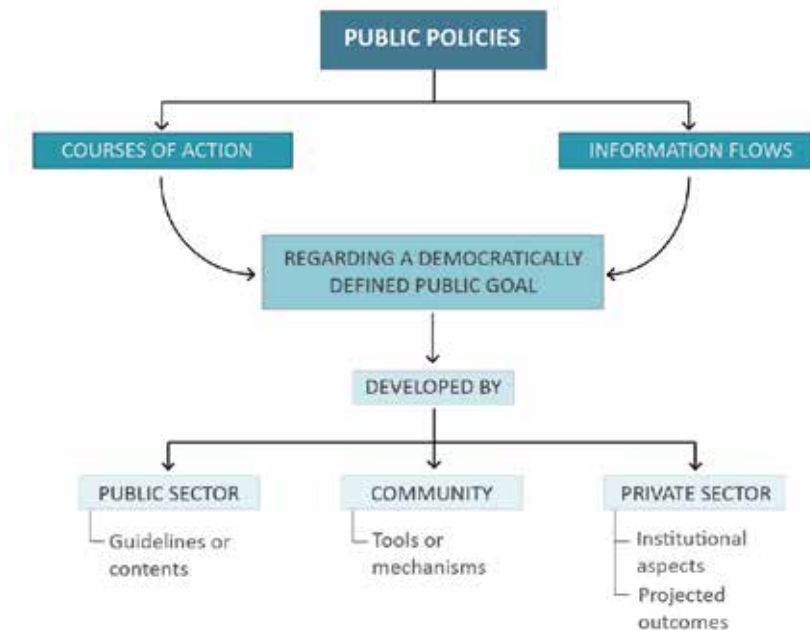 PUBLIC POLICIES
COURSES OF ACTION
INFORMATION FLOWS
REGARDING A DEMOCRATICALLY
DEFINED PUBLIC GOAL
DEVELOPED BY
PUBLIC SECTOR
Guidelines or
contents
COMMUNITY
Tools or
mechanisms
PRIVATE SECTOR
Institutional
aspects
Projected
outcomes